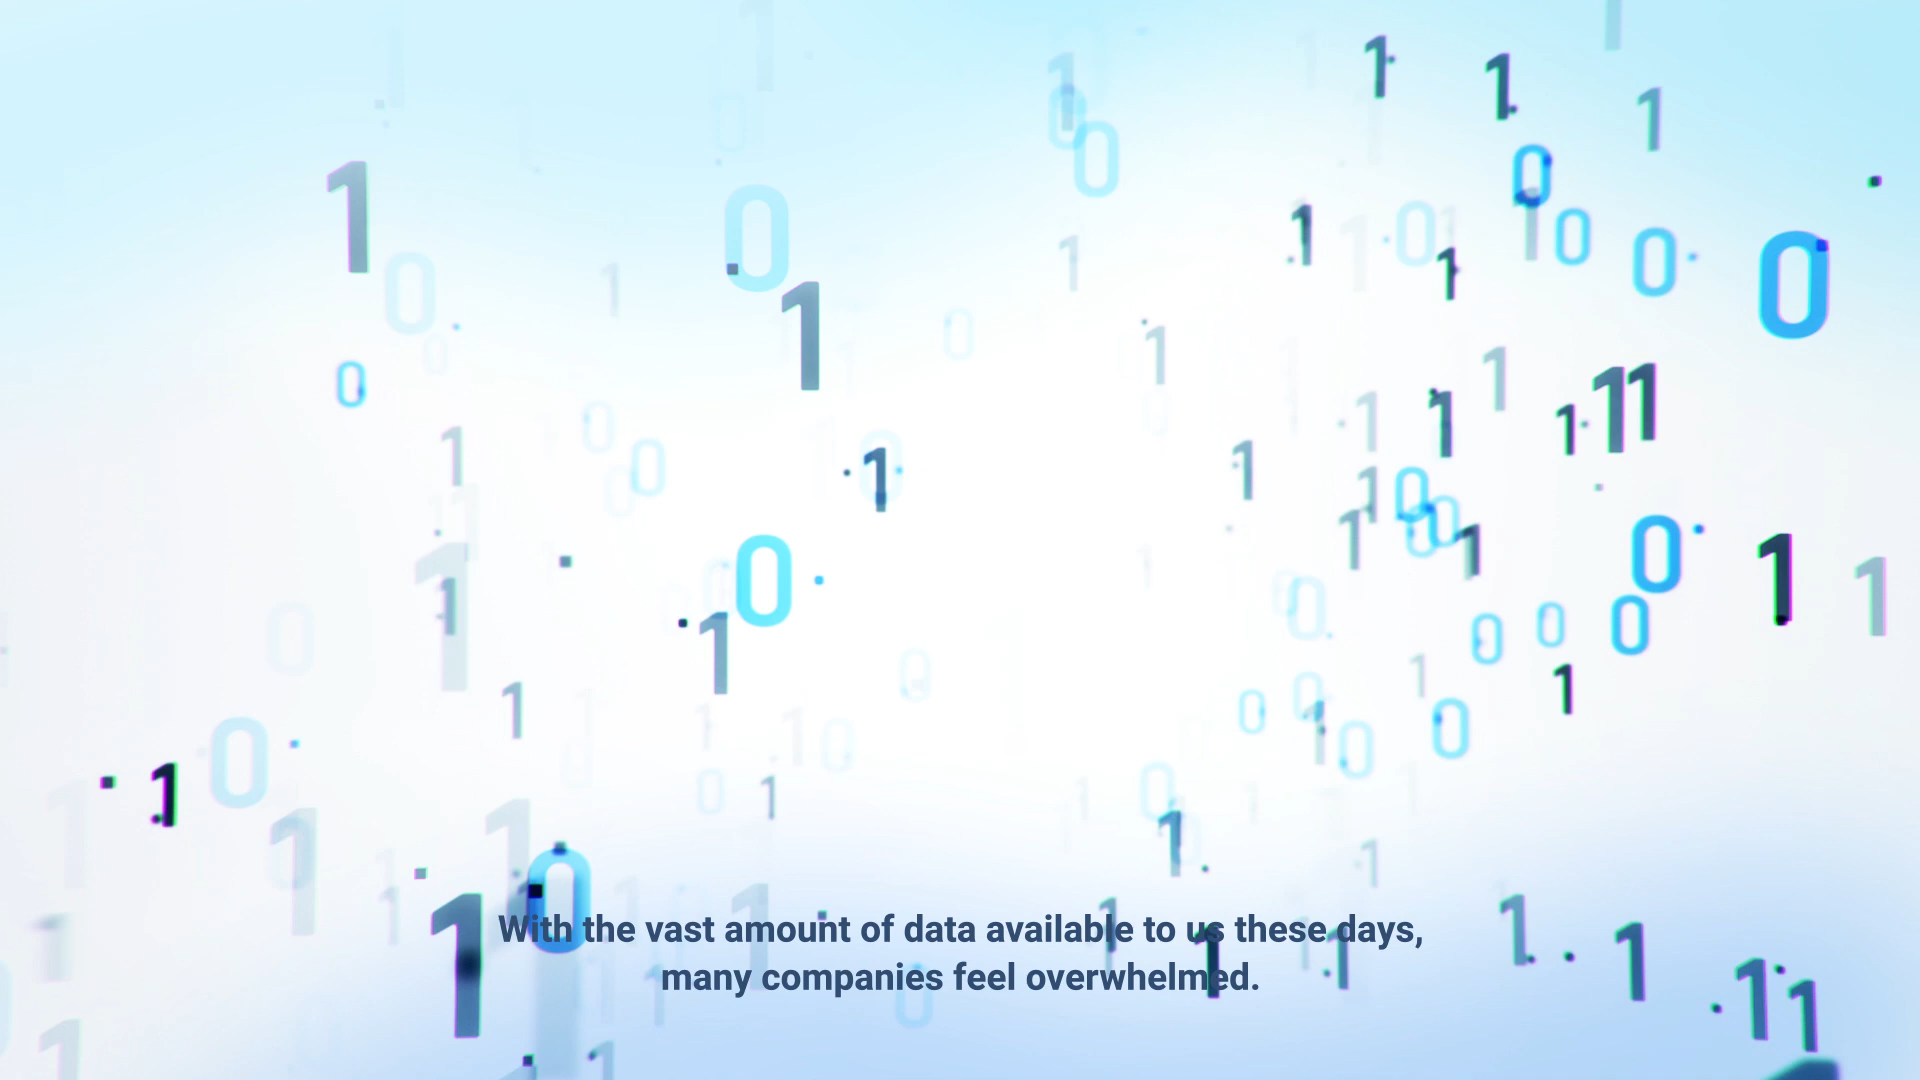 With the vast amount of data available to us these days,
many companies feel overwhelmed.